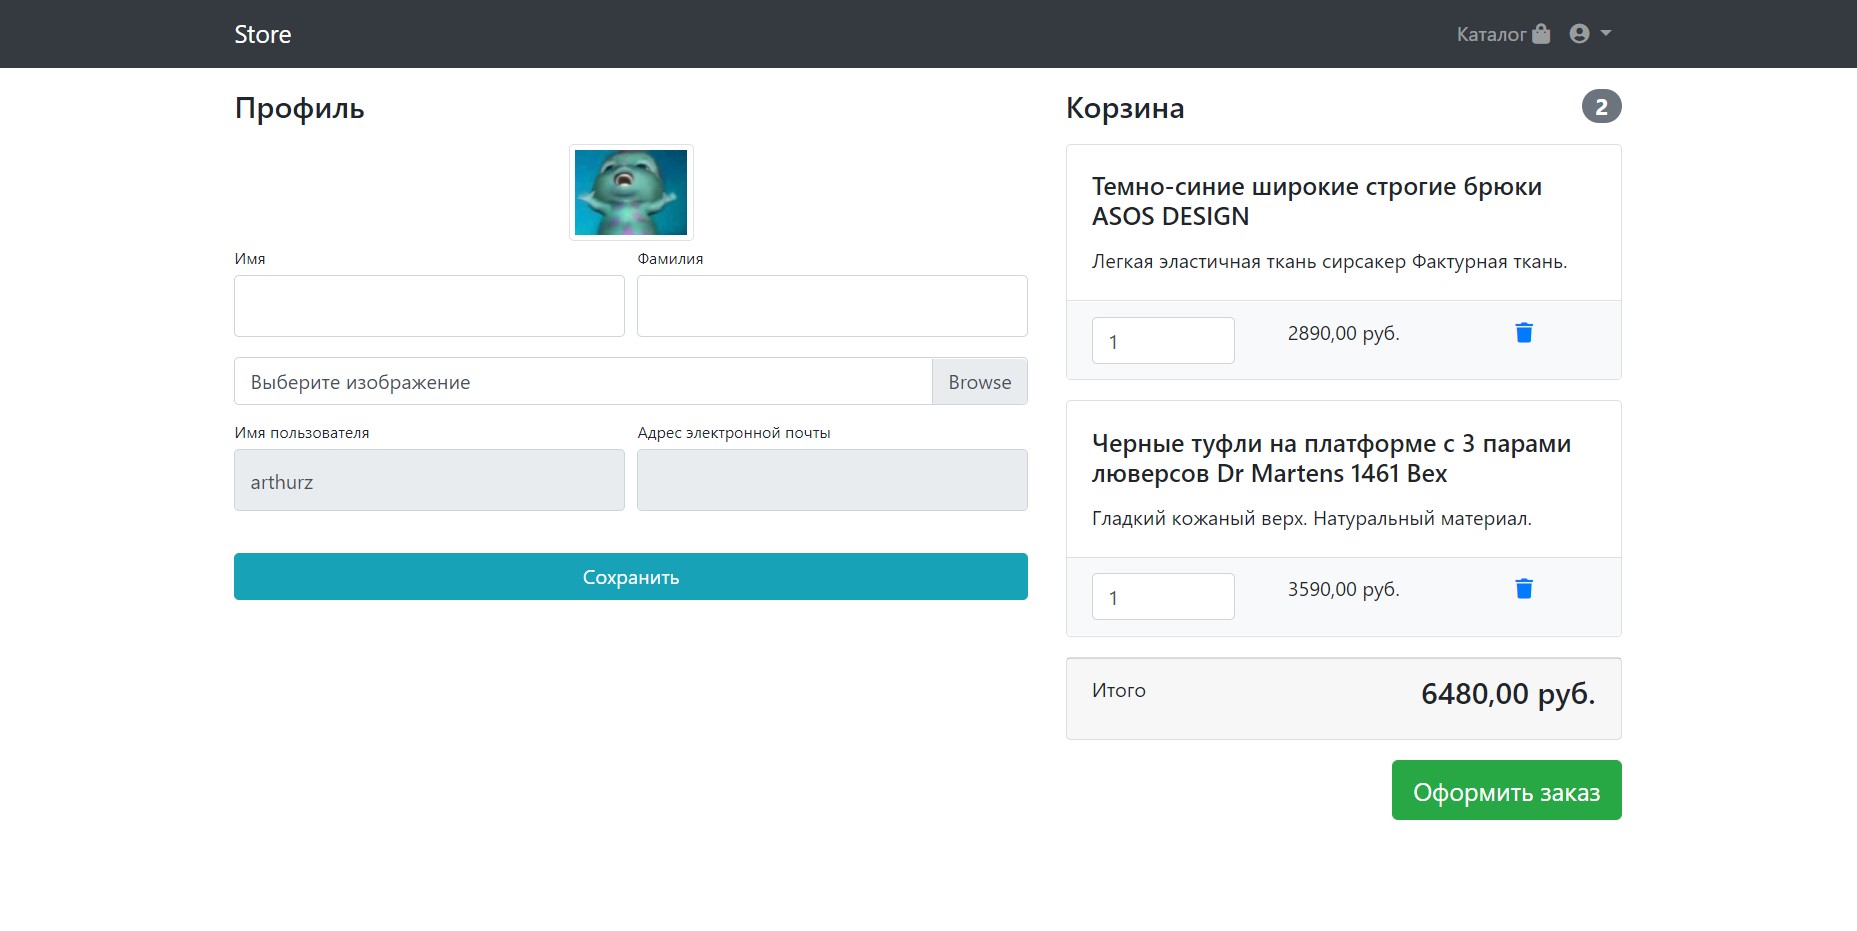 Store
Каталог
Профиль
Имя
Фамилия
Выберите изображение
Browse
Имя пользователя
Адрес электронной почты
arthurz
Сохранить
Корзина
2
Темно-синие широкие строгие брюки
ASOS DESIGN
Легкая эластичная ткань сирсакер Фактурная ткань.
1
2890,00 руб.
Черные туфли на платформе с 3 парами
люверсов Dr Martens 1461 Bex
Гладкий кожаный верх. Натуральный материал.
1
3590,00 руб.
Итого
6480,00 руб.
Оформить заказ